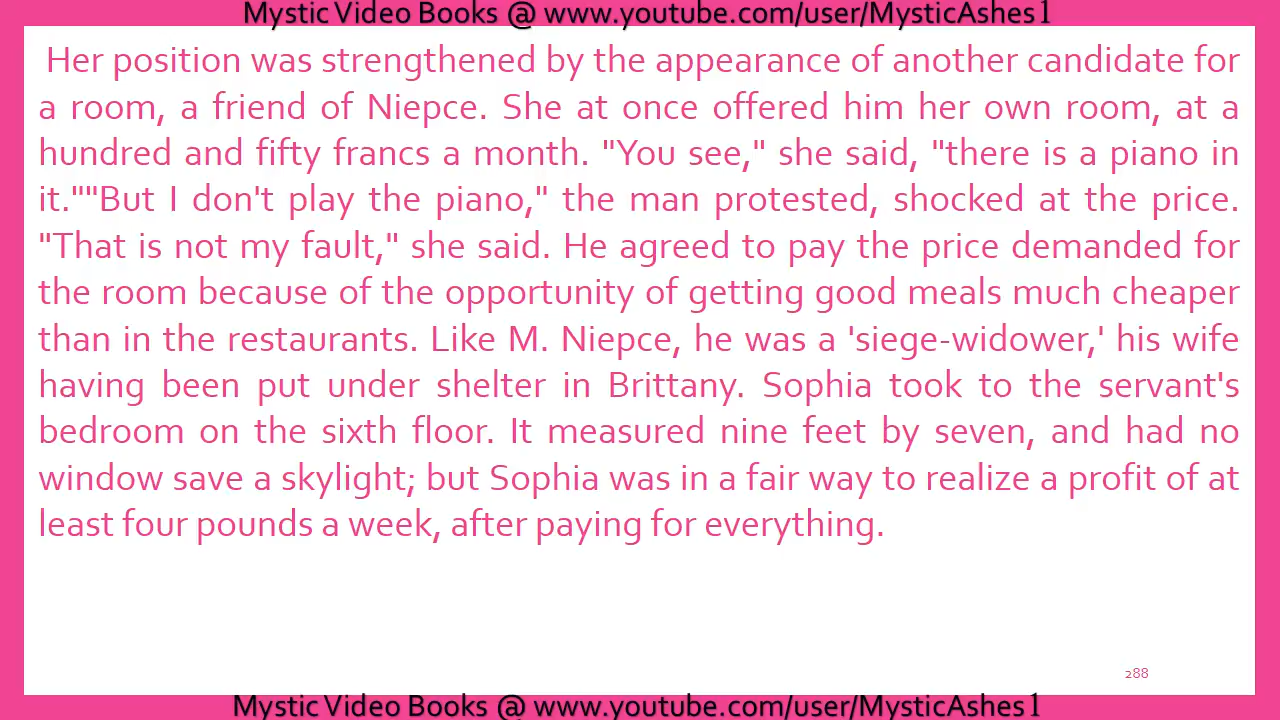 Mystic Video Books @ www.youtube.com/user/MysticAshes1
Her position was strengthened by the appearance of another candidate for
a room, a friend of Niepce. She at once offered him her own room, at a
hundred and fifty francs a month. "You see," she said, "there is a piano in
it.""But I don't play the piano," the man protested, shocked at the price.
"That is not my fault," she said. He agreed to pay the price demanded for
the room because of the opportunity of getting good meals much cheaper
than in the restaurants. Like M. Niepce, he was a 'siege-widower,' his wife
having been put under shelter in Brittany. Sophia took to the servant's
bedroom on the sixth floor. It measured nine feet by seven, and had no
window save a skylight; but Sophia was in a fair way to realize a profit of at
least four pounds a week, after paying for everything.
288
Mystic Video Books @ www.youtube.com/user/MysticAshes1